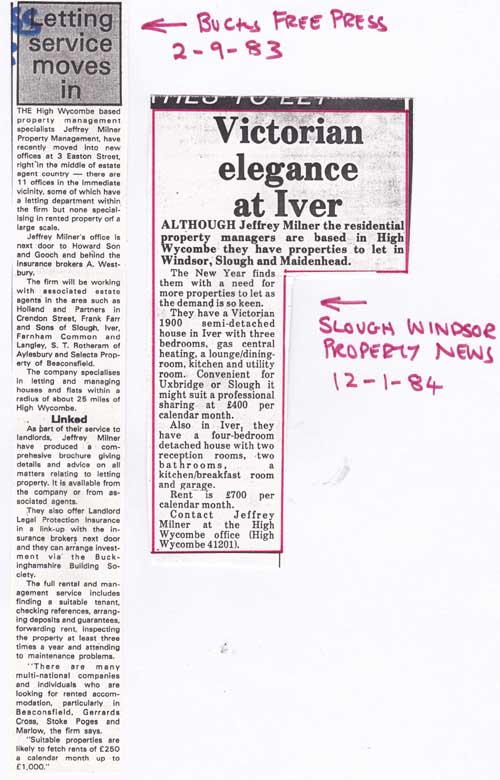 Letting
service
moves
in
THE High Wycombe based
property management
specialists Jeffrey Milner
Property Management, have
recently moved into new
offices at 3 Easton Street,
right in the middle of estate
agent country — there are
11 offices in the immediate
vicinity, some of which have
a letting department within
the firm but none special-
ising in rented property orf a
large scale.
Jeffrey Milner's office is
next door to Howard Son
and Gooch and behind the
insurance brokers A. West-
bury.
The firm will be working
with associated estate
agents in the area such as
Holland and Partners in
Crendon Street, Frank Farr
and Sons of Slough, Iver,
Farnham Common and
Langley, S. T. Rotheram of
Aylesbury and Selecta Prop-
erty of Beaconsfield.
The company specialises
in letting and managing
houses and flats within a
radius of about 25 miles of
High Wycombe.
Linked
As part of their service to
landlords, Jeffrey Milner
have produced a com-
prehesive brochure giving
details and advice on all
matters relating to letting
property. It is available from
the company or from as-
sociated agents.
They also offer Landlord
Legal Protection Insurance
in a link-up with the in-
surance brokers next door
and they can arrange invest-
ment via the Buck-
inghamshire Building So-
ciety.
The full rental and man-
agement service includes
finding a suitable tenant,
checking references, arrang-
ing deposits and guarantees,
forwarding rent, inspecting
the property at least three
times a year and attending
to maintenance problems.
"There are many
multi-national companies
and individuals who are
looking for rented accom-
modation, particularly in
Beaconsfield, Gerrards
Cross, Stoke Poges and
Marlow, the firm says.
"Suitable properties are
likely to fetch rents of £250
a calendar month up to
£1,000."
← BUCKS FREE PRESS
2-9-83
TO LET
Victorian
elegance
at Iver
ALTHOUGH Jeffrey Milner the residential
property managers are based in High
Wycombe they have properties to let in
Windsor, Slough and Maidenhead.
The New Year finds
them with a need for
more properties to let as
the demand is so keen.
They have a Victorian
1900 semi-detached
house in Iver with three
bedrooms, gas central
heating, a lounge/dining-
room, kitchen and utility
room. Convenient for
Uxbridge or Slough it
might suit a professional
sharing at £400 per
calendar month.
Also in Iver, they
have a four-bedroom
detached house with two
reception rooms, two
bathrooms, a
kitchen/breakfast room
and garage.
Rent is £700 per
calendar month.
Contact Jeffrey
Milner at the High
Wycombe office (High
Wycombe 41201).
←
SLOUGH WINDSOR
PROPERTY NEWS
12-1-84